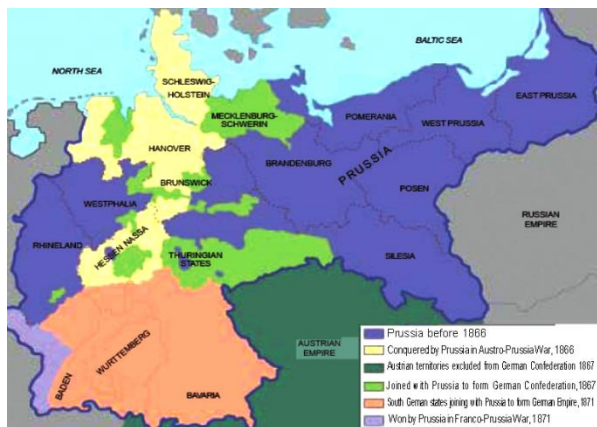 BALTIC SEA
NORTH SEA
SCHLESWIG-
HOLSTEIN
EAST PRUSSIA
MECKLENBURG-
SCHWERIN
POMERANIA
WEST PRUSSIA
HANOVER
BRANDENBURG
PRUSSIA
BRUNSWICK
POSEN
WESTPHALIA
RUSSIAN
EMPIRE
RHINELAND
HESSEN NASSA
THURINGIAN
STATES
SILESIA
WURTTEMBERG
BADEN
BAVARIA
AUSTRIAN
EMPIRE
Prussia before 1866
Conquered by Prussia in Austro-Prussia War, 1866
Austrian territories excluded from German Confederation 1867
Joined with Prussia to form German Confederation, 1867
South German states joining with Prussia to form German Empire, 1871
Won by Prussia in Franco-Prussia War, 1871